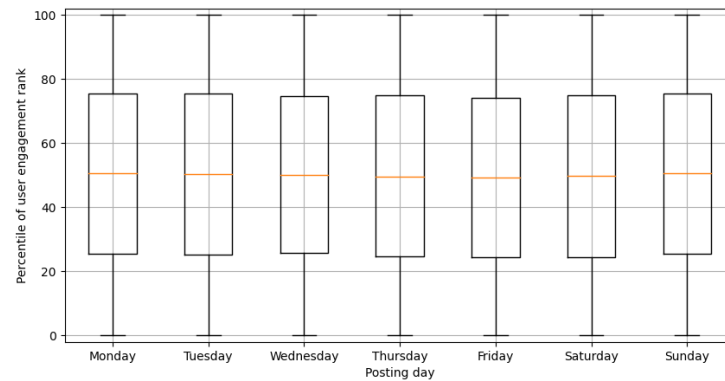 Percentile of user engagement rank
100
80
60
40
20
0
Monday Tuesday Wednesday Thursday Friday Saturday Sunday
Posting day